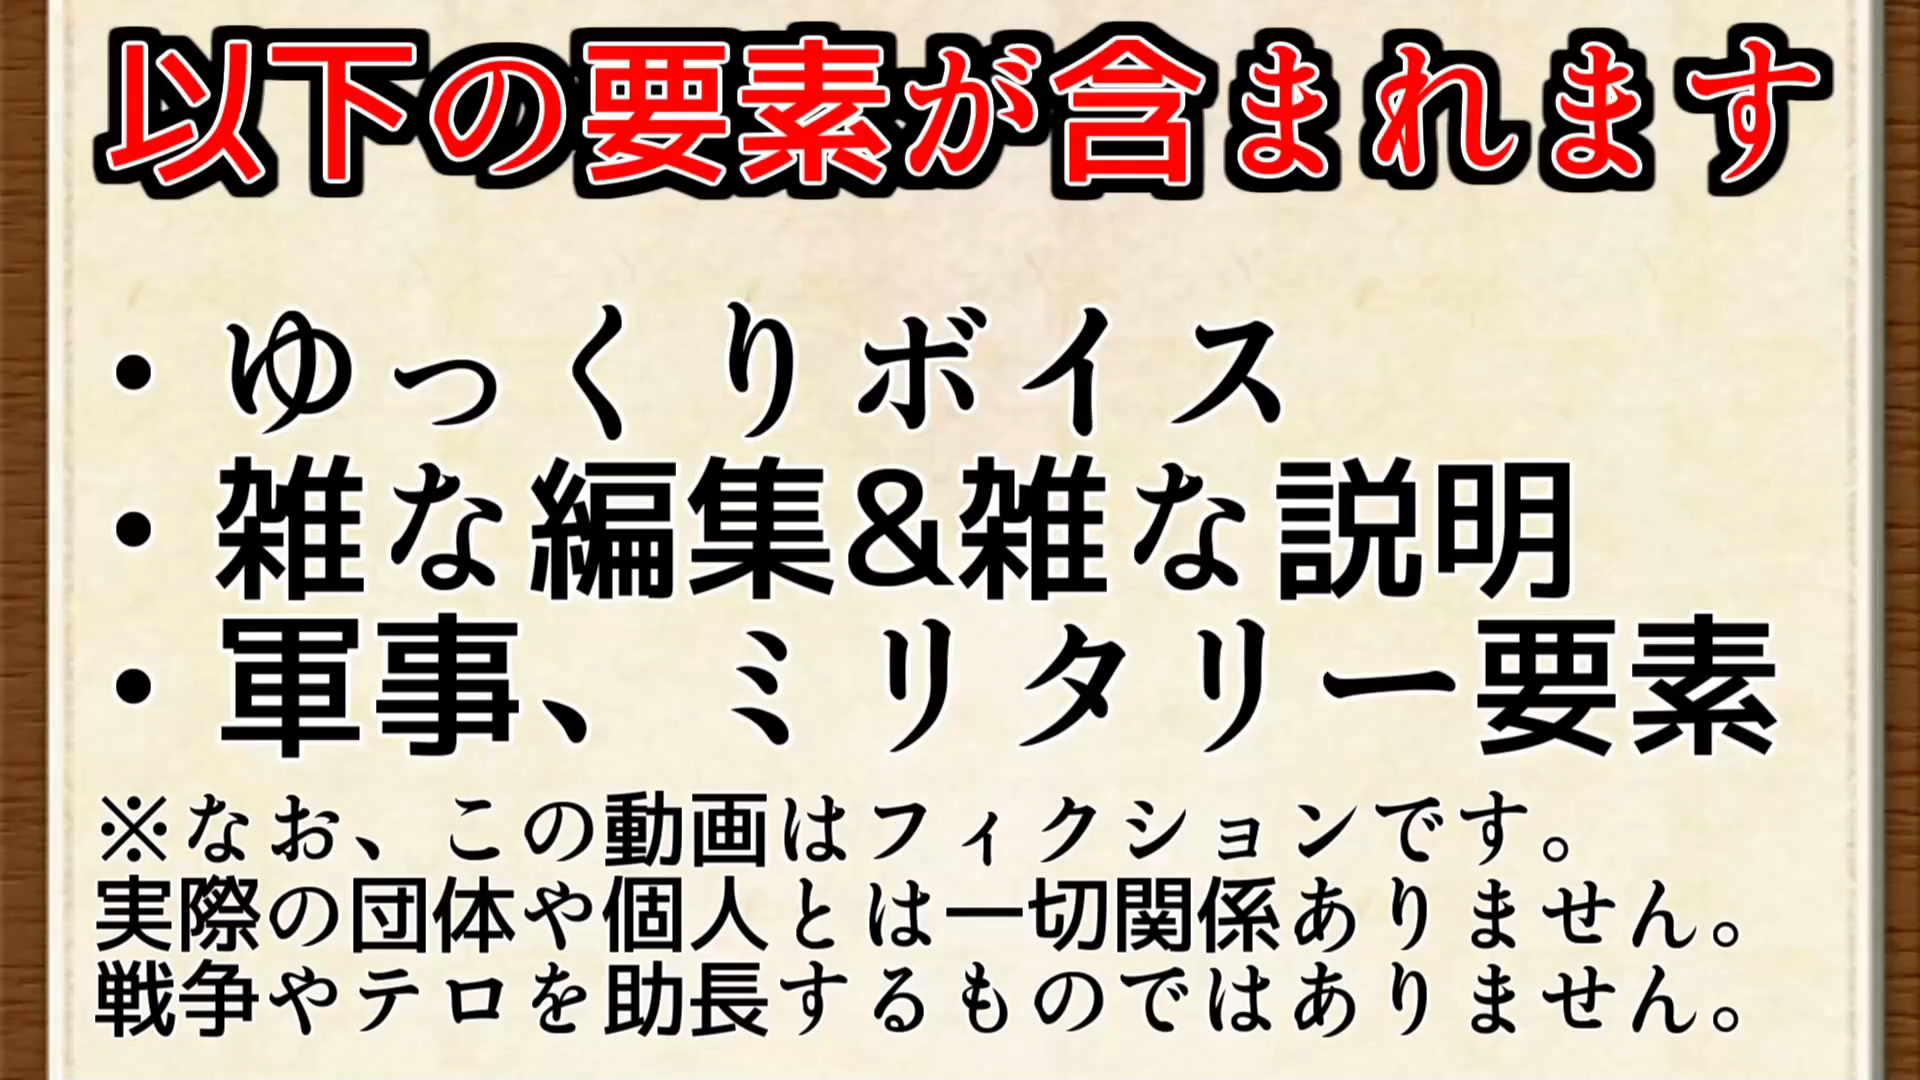 以下の要素が含まれます
・ゆっくりボイス
・雑な編集&雑な説明
・軍事、ミリタリー要素
※なお、この動画はフィクションです。
実際の団体や個人とは一切関係ありません。
戦争やテロを助長するものではありません。